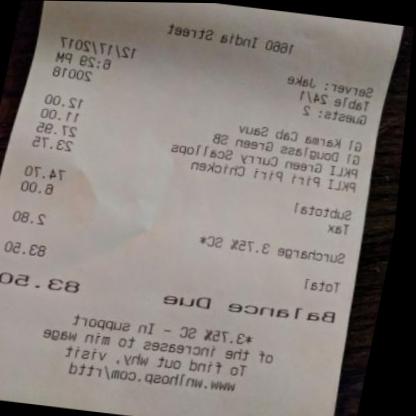 1660 India Street
Server: Jake 12/17/2017
Table 24/1 6:29 PM
Guests: 2 20018
Gl Karma Cab Sauv 12.00
Gl Douglass Green SB 11.00
PKLI Green Curry Scallops 27.95
PKLI Piri Piri Chicken 23.75
Subtotal 74.70
Tax 6.00
Surcharge 3.75% SC* 2.80
Total 83.50
Balance Due 83.50
*3.75% SC - In support
of the increases to min wage
To find out why, visit,
www.wnlhosp.com/rttd